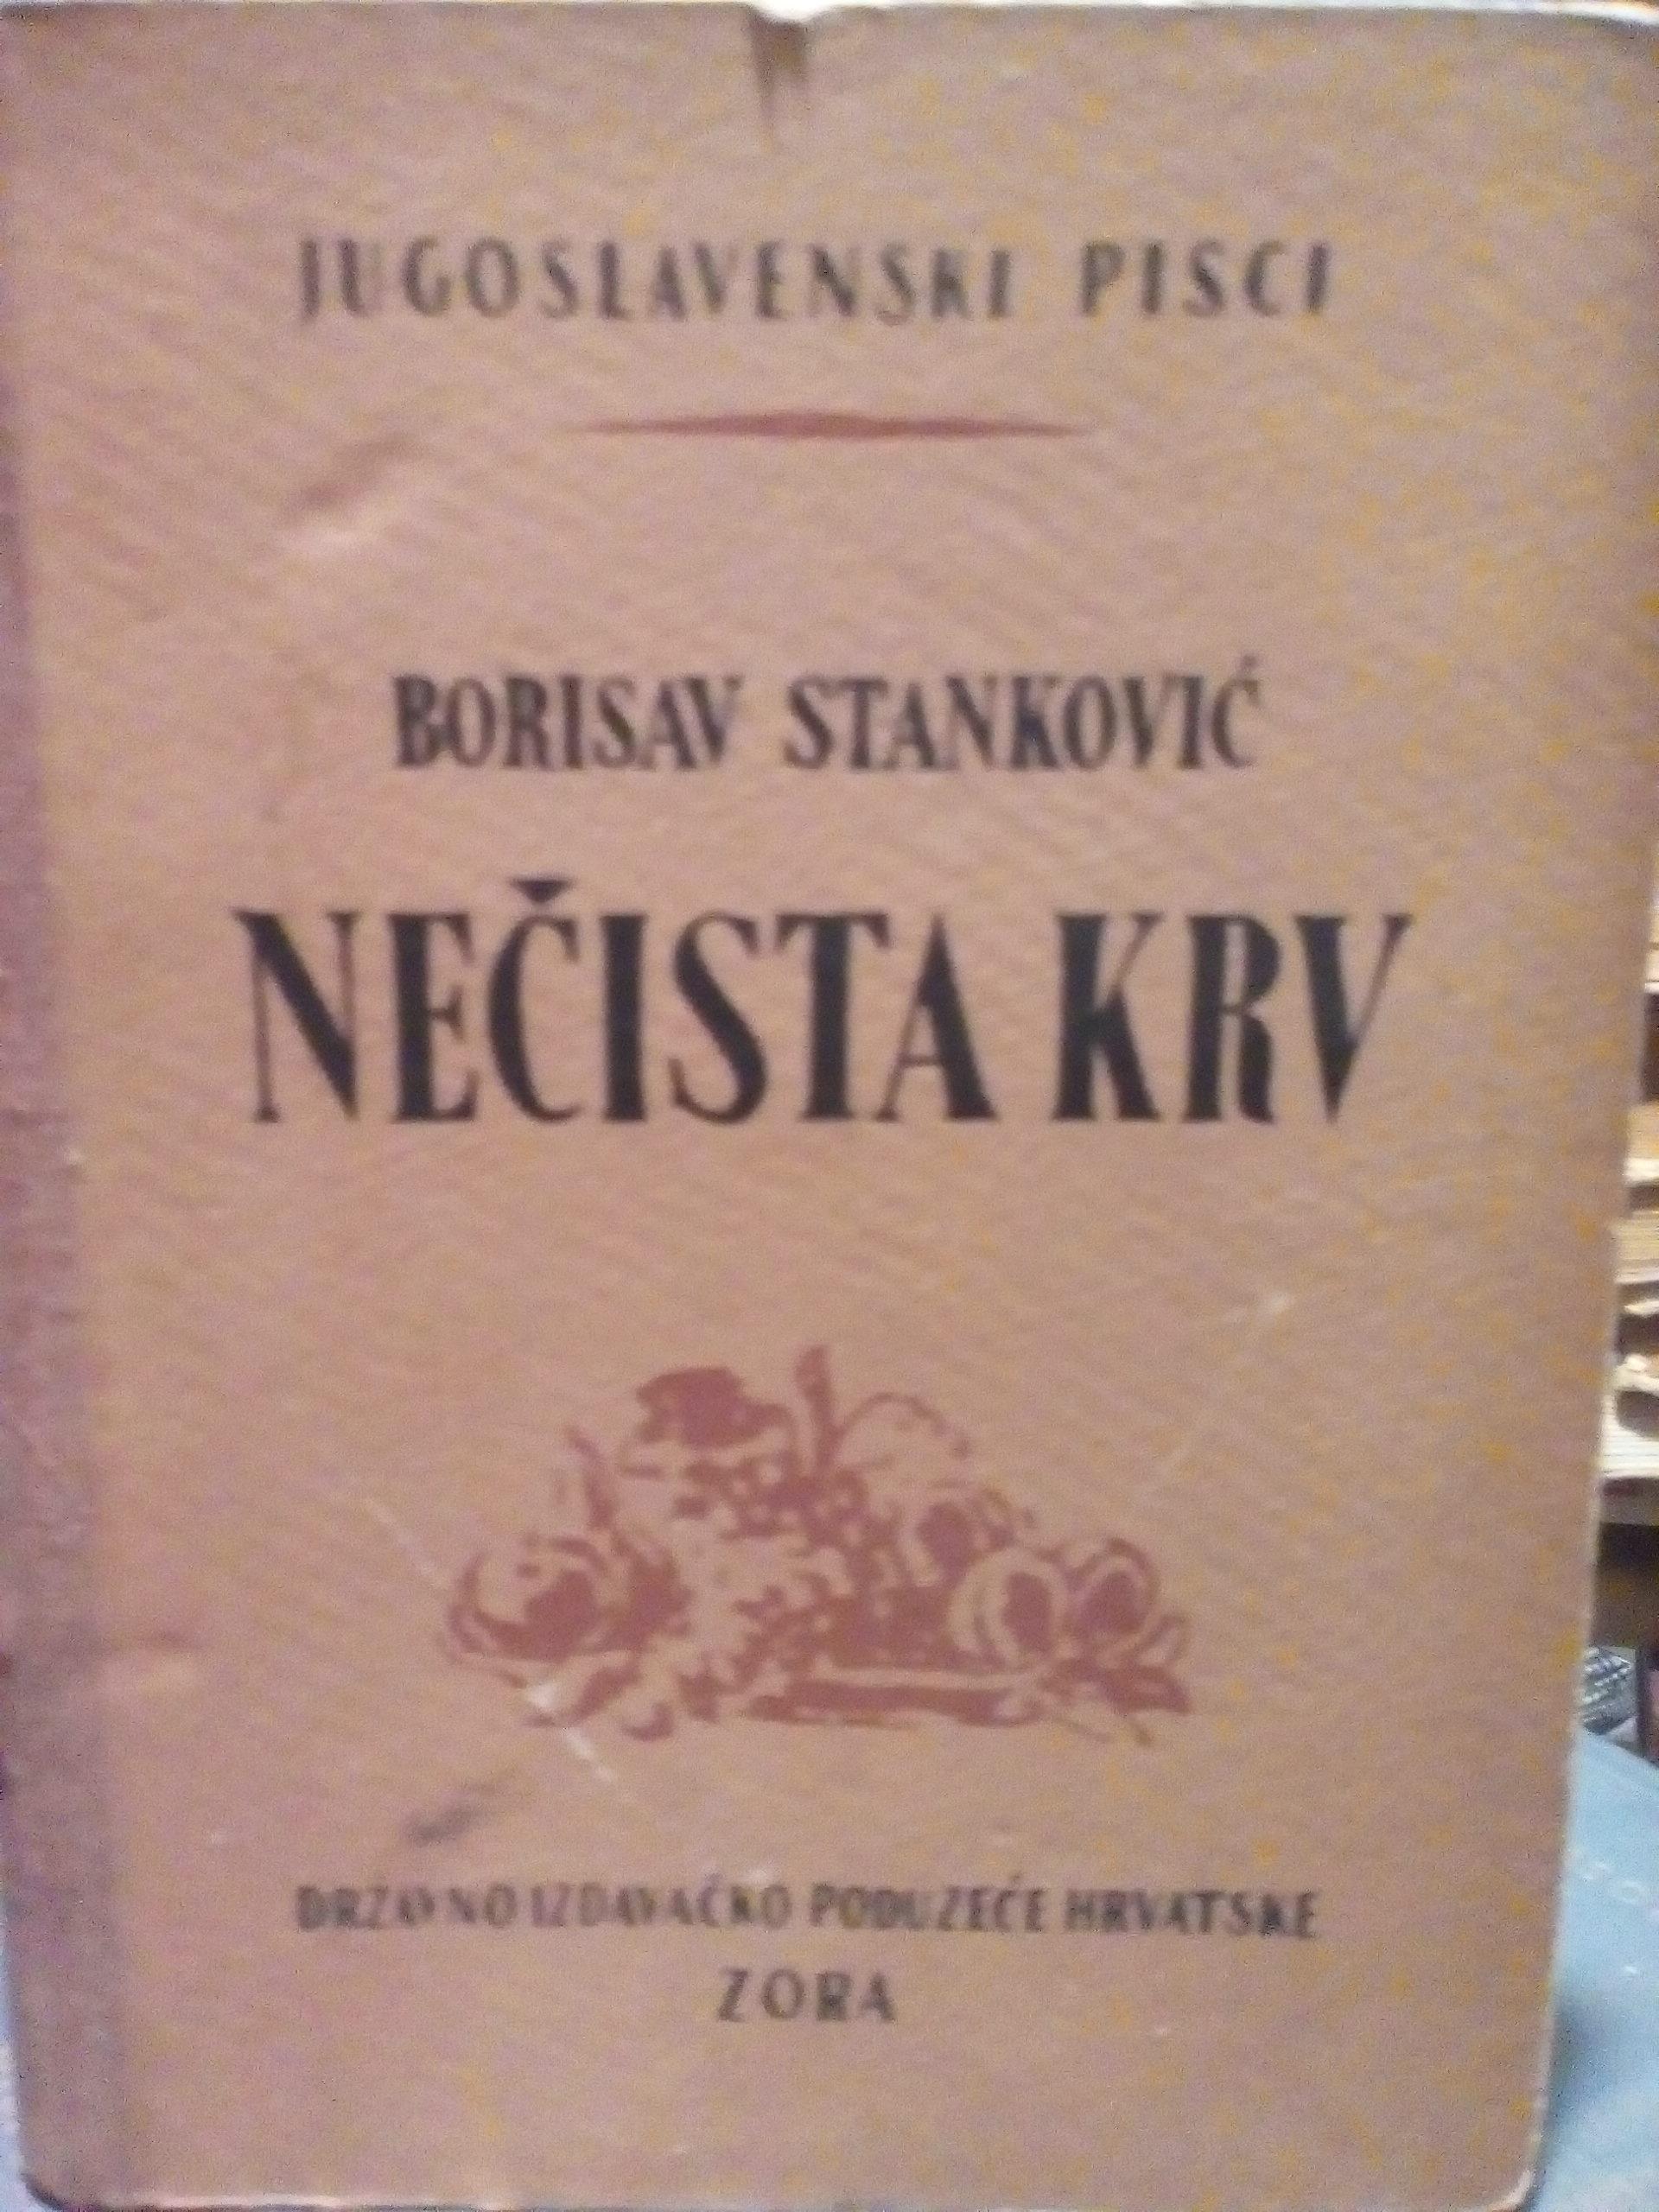 JUGOSLAVENSKI PISCI
BORISAV STANKOVIĆ
NEČISTA KRV
DRŽAVNO IZDAVAČKO PODUZEĆE HRVATSKE
ZORA